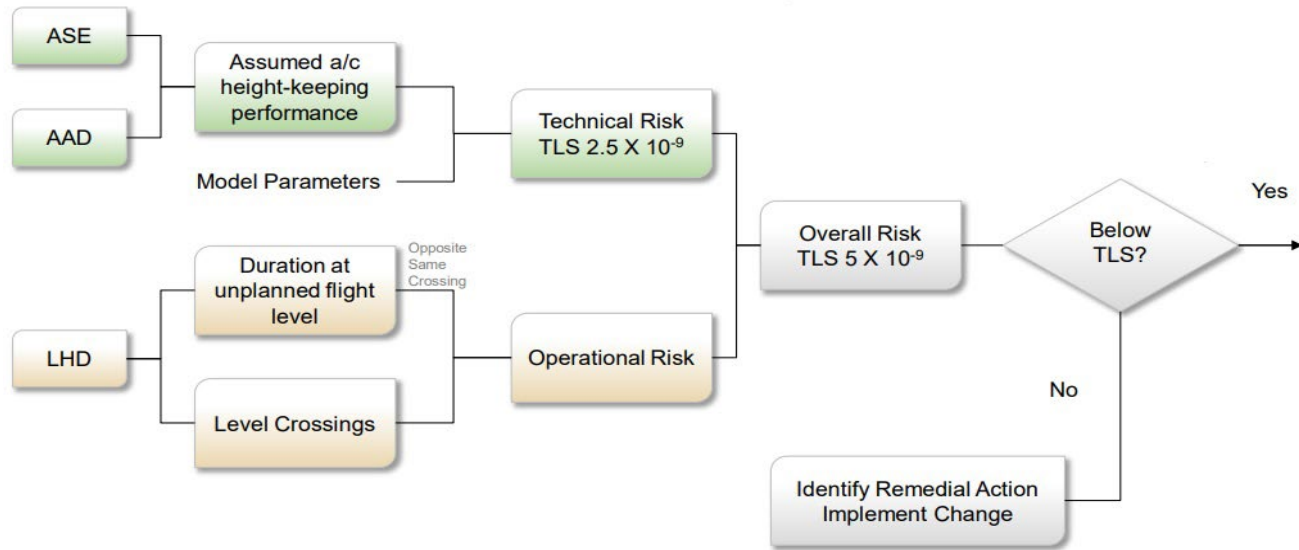 ASE
AAD
Assumed a/c
height-keeping
performance
Model Parameters
Technical Risk
TLS 2.5 X 10⁻⁹
LHD
Duration at
unplanned flight
level
Opposite
Same
Crossing
Level Crossings
Operational Risk
Overall Risk
TLS 5 X 10⁻⁹
Below
TLS?
Yes
No
Identify Remedial Action
Implement Change